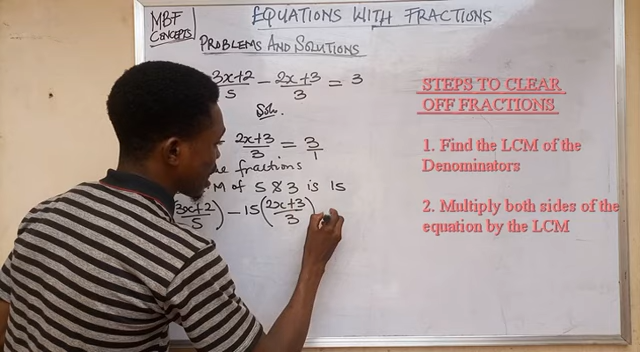 MBF
CONCEPTS
EQUATIONS WITH FRACTIONS
PROBLEMS AND SOLUTIONS
3x+2/5 - 2x+3/3 = 3
Soln.
- 2x+3/3 = 3/1
fractions
M of 5 & 3 is 15
(3x+2/5) - 15(2x+3/3)
STEPS TO CLEAR
OFF FRACTIONS
1. Find the LCM of the
Denominators
2. Multiply both sides of the
equation by the LCM